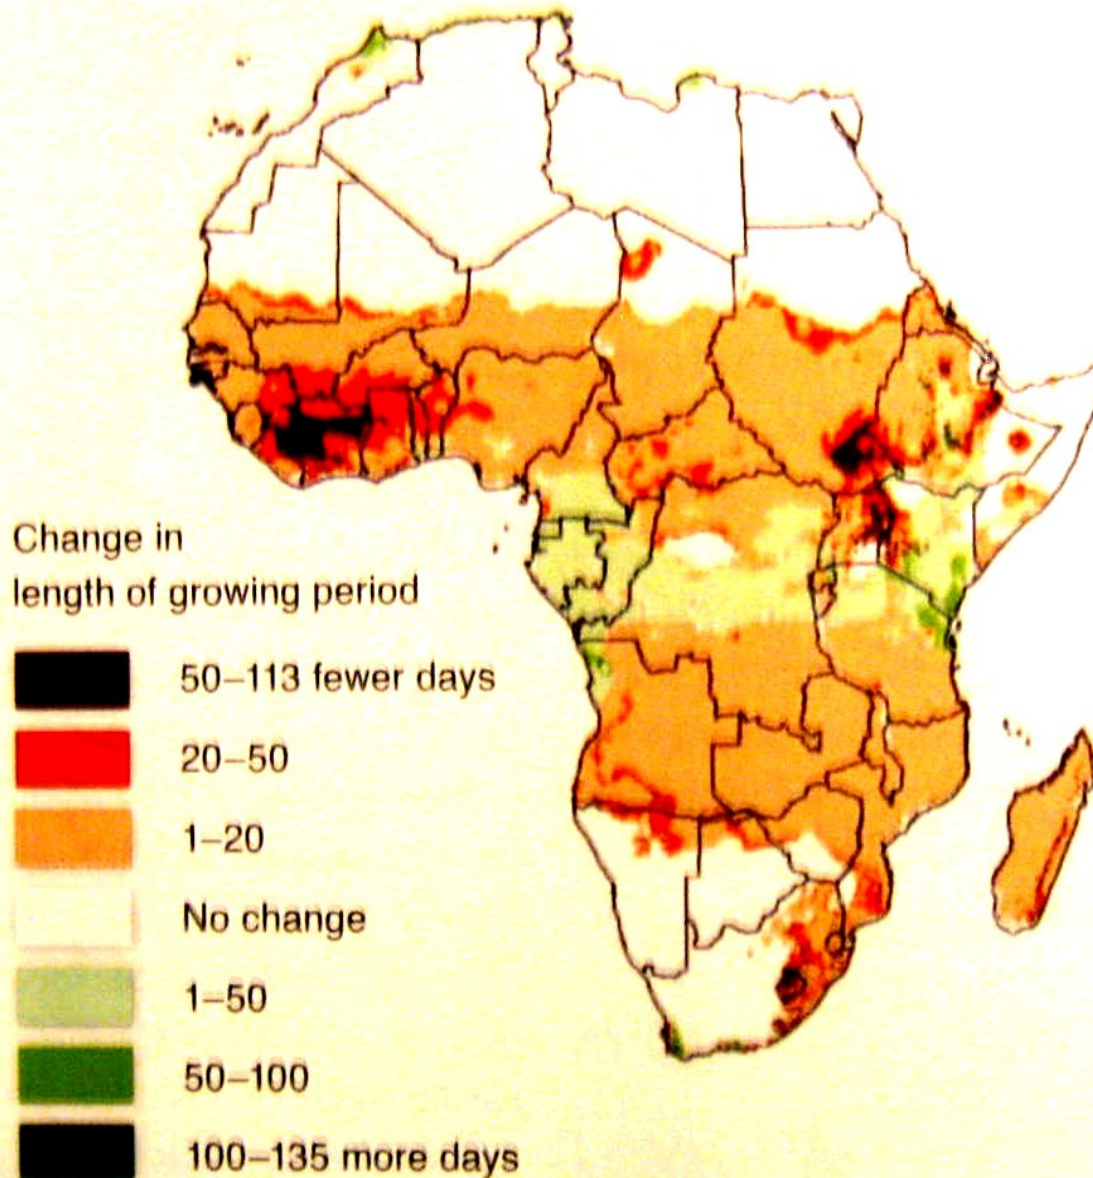 Change in
length of growing period
50–113 fewer days
20–50
1–20
No change
1–50
50–100
100–135 more days